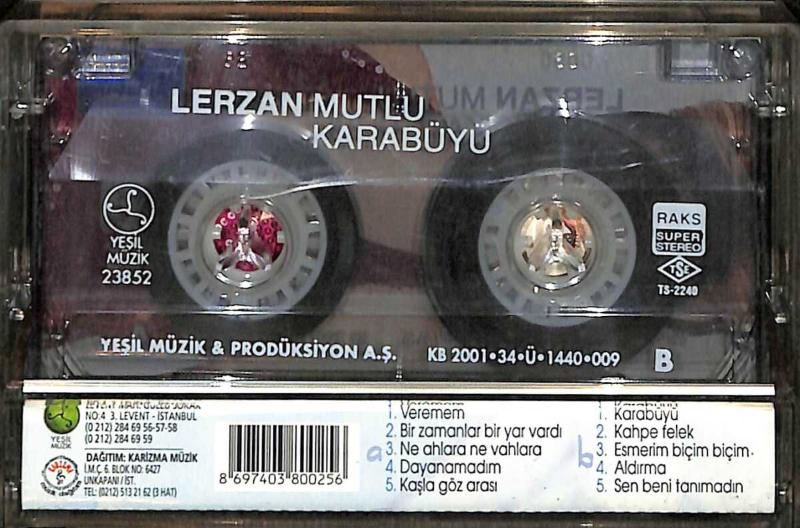 LERZAN MUTLU
KARABÜYÜ
YEŞİL
MÜZİK
23852
RAKS
SUPER
STEREO
TSE
TS-2240
YEŞİL MÜZİK & PRODÜKSİYON A.Ş.
KB 2001•34•Ü•1440•009
B
YEŞİL
MÜZİK
NO:4 3. LEVENT - İSTANBUL
(0 212) 284 69 56-57-58
(0 212) 284 69 59
DAĞITIM: KARİZMA MÜZİK
İ.M.Ç. 6. BLOK NO: 6427
UNKAPANI / İST.
TEL: (0212) 513 21 62 (3 HAT)
8 697403 800256
a
1. Veremem
2. Bir zamanlar bir yar vardı
3. Ne ahlara ne vahlara
4. Dayanamadım
5. Kaşla göz arası
b
1. Karabüyü
2. Kahpe felek
3. Esmerim biçim biçim
4. Aldırma
5. Sen beni tanımadın